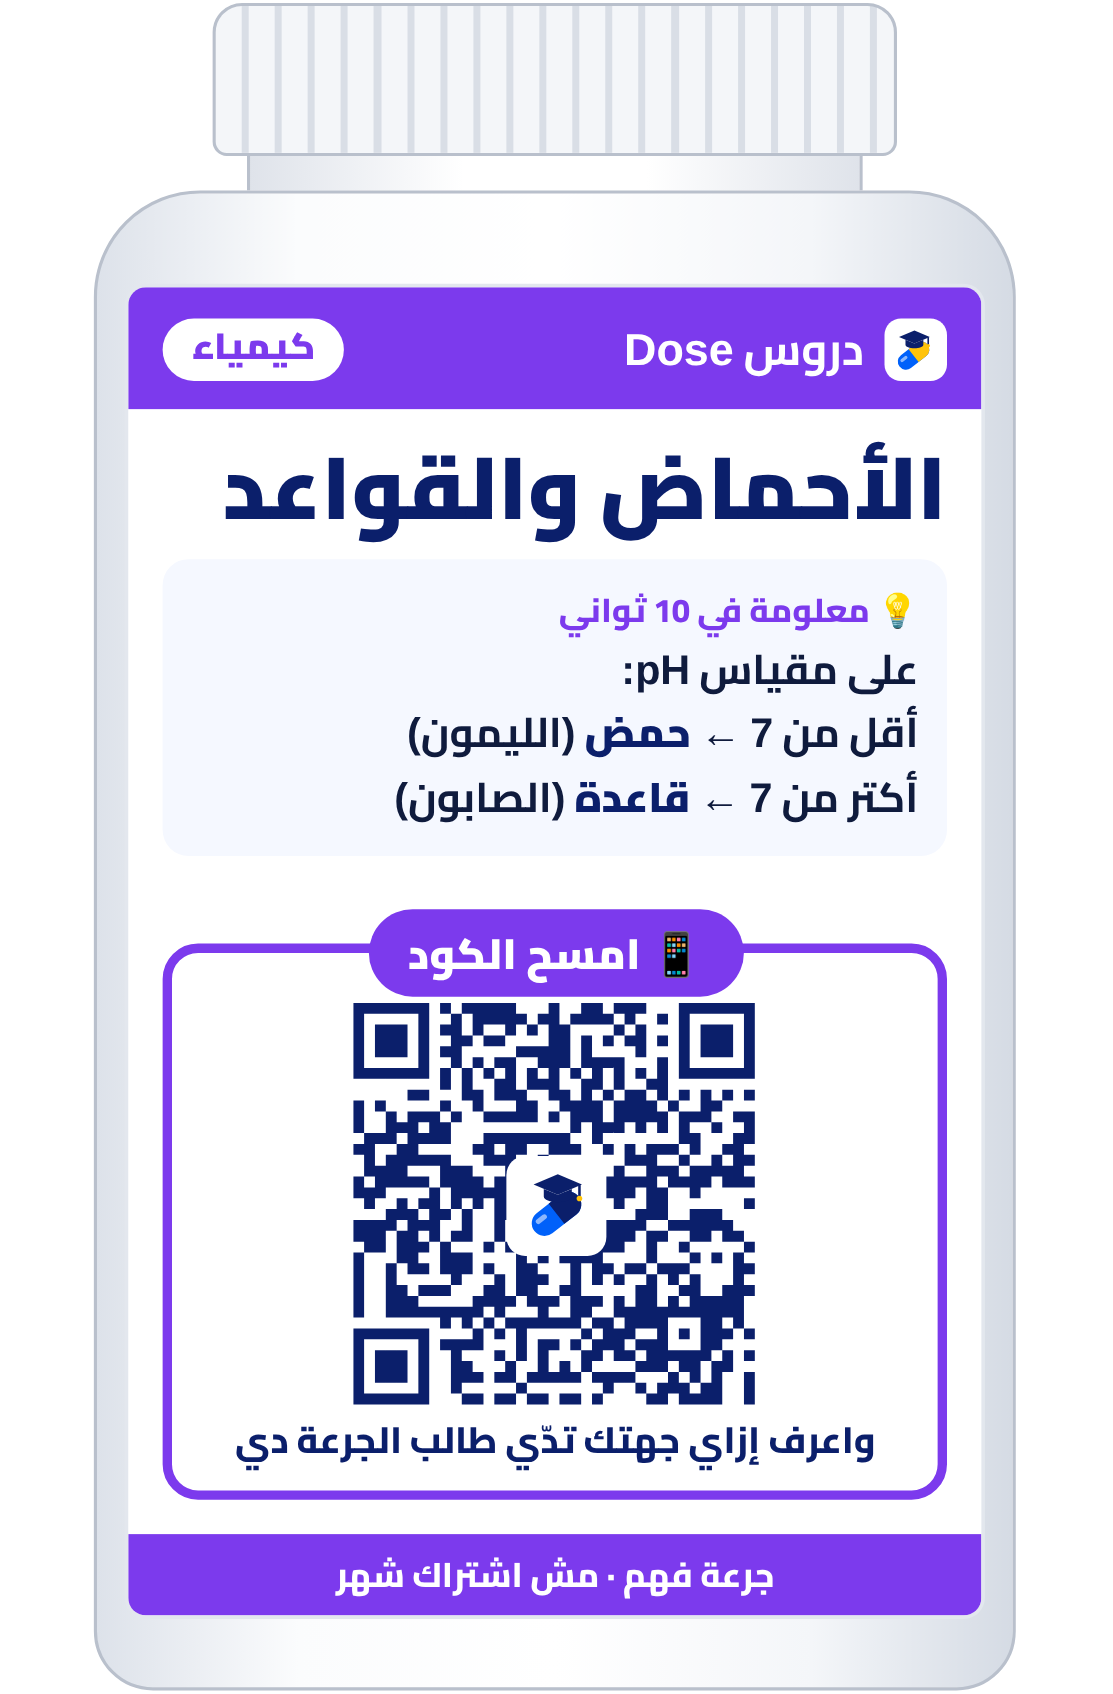 دروس Dose
كيمياء
الأحماض والقواعد
💡 معلومة في 10 ثواني
على مقياس pH:
أقل من 7 ← حمض (الليمون)
أكتر من 7 ← قاعدة (الصابون)
📱 امسح الكود
واعرف إزاي جهتك تدّي طالب الجرعة دي
جرعة فهم · مش اشتراك شهر